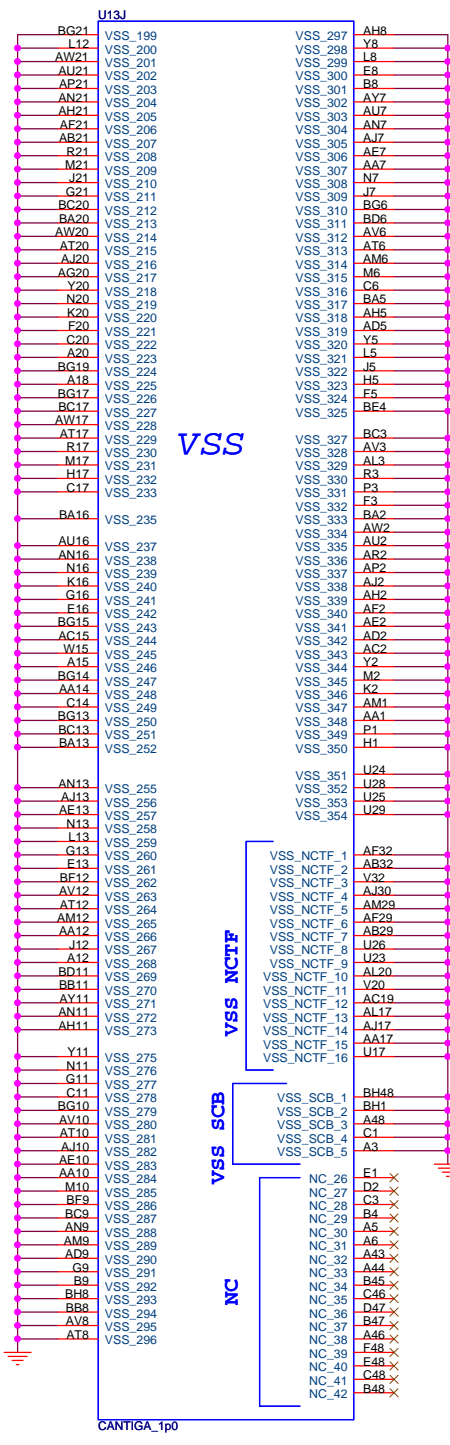 U13J
BG21 VSS_199
L12 VSS_200
AW21 VSS_201
AU21 VSS_202
AP21 VSS_203
AN21 VSS_204
AH21 VSS_205
AF21 VSS_206
AB21 VSS_207
R21 VSS_208
M21 VSS_209
J21 VSS_210
G21 VSS_211
BC20 VSS_212
BA20 VSS_213
AW20 VSS_214
AT20 VSS_215
AJ20 VSS_216
AG20 VSS_217
Y20 VSS_218
N20 VSS_219
K20 VSS_220
F20 VSS_221
C20 VSS_222
A20 VSS_223
BG19 VSS_224
A18 VSS_225
BG17 VSS_226
BC17 VSS_227
AW17 VSS_228
AT17 VSS_229
R17 VSS_230
M17 VSS_231
H17 VSS_232
C17 VSS_233
BA16 VSS_235
AU16 VSS_237
AN16 VSS_238
N16 VSS_239
K16 VSS_240
G16 VSS_241
E16 VSS_242
BG15 VSS_243
AC15 VSS_244
W15 VSS_245
A15 VSS_246
BG14 VSS_247
AA14 VSS_248
C14 VSS_249
BG13 VSS_250
BC13 VSS_251
BA13 VSS_252
AN13 VSS_255
AJ13 VSS_256
AE13 VSS_257
N13 VSS_258
L13 VSS_259
G13 VSS_260
E13 VSS_261
BF12 VSS_262
AV12 VSS_263
AT12 VSS_264
AM12 VSS_265
AA12 VSS_266
J12 VSS_267
A12 VSS_268
BD11 VSS_269
BB11 VSS_270
AY11 VSS_271
AN11 VSS_272
AH11 VSS_273
Y11 VSS_275
N11 VSS_276
G11 VSS_277
C11 VSS_278
BG10 VSS_279
AV10 VSS_280
AT10 VSS_281
AJ10 VSS_282
AE10 VSS_283
AA10 VSS_284
M10 VSS_285
BF9 VSS_286
BC9 VSS_287
AN9 VSS_288
AM9 VSS_289
AD9 VSS_290
G9 VSS_291
B9 VSS_292
BH8 VSS_293
BB8 VSS_294
AV8 VSS_295
AT8 VSS_296
VSS
VSS_297 AH8
VSS_298 Y8
VSS_299 L8
VSS_300 E8
VSS_301 B8
VSS_302 AY7
VSS_303 AU7
VSS_304 AN7
VSS_305 AJ7
VSS_306 AE7
VSS_307 AA7
VSS_308 N7
VSS_309 J7
VSS_310 BG6
VSS_311 BD6
VSS_312 AV6
VSS_313 AT6
VSS_314 AM6
VSS_315 M6
VSS_316 C6
VSS_317 BA5
VSS_318 AH5
VSS_319 AD5
VSS_320 Y5
VSS_321 L5
VSS_322 J5
VSS_323 H5
VSS_324 F5
VSS_325 BE4
VSS_327 BC3
VSS_328 AV3
VSS_329 AL3
VSS_330 R3
VSS_331 P3
VSS_332 F3
VSS_333 BA2
VSS_334 AW2
VSS_335 AU2
VSS_336 AR2
VSS_337 AP2
VSS_338 AJ2
VSS_339 AH2
VSS_340 AF2
VSS_341 AE2
VSS_342 AD2
VSS_343 AC2
VSS_344 Y2
VSS_345 M2
VSS_346 K2
VSS_347 AM1
VSS_348 AA1
VSS_349 P1
VSS_350 H1
VSS_351 U24
VSS_352 U28
VSS_353 U25
VSS_354 U29
VSS NCTF
VSS_NCTF_1 AF32
VSS_NCTF_2 AB32
VSS_NCTF_3 V32
VSS_NCTF_4 AJ30
VSS_NCTF_5 AM29
VSS_NCTF_6 AF29
VSS_NCTF_7 AB29
VSS_NCTF_8 U26
VSS_NCTF_9 U23
VSS_NCTF_10 AL20
VSS_NCTF_11 V20
VSS_NCTF_12 AC19
VSS_NCTF_13 AL17
VSS_NCTF_14 AJ17
VSS_NCTF_15 AA17
VSS_NCTF_16 U17
VSS SCB
VSS_SCB_1 BH48
VSS_SCB_2 BH1
VSS_SCB_3 A48
VSS_SCB_4 C1
VSS_SCB_5 A3
NC
NC_26 E1
NC_27 D2
NC_28 C3
NC_29 B4
NC_30 A5
NC_31 A6
NC_32 A43
NC_33 A44
NC_34 B45
NC_35 C46
NC_36 D47
NC_37 B47
NC_38 A46
NC_39 F48
NC_40 E48
NC_41 C48
NC_42 B48
CANTIGA_1p0